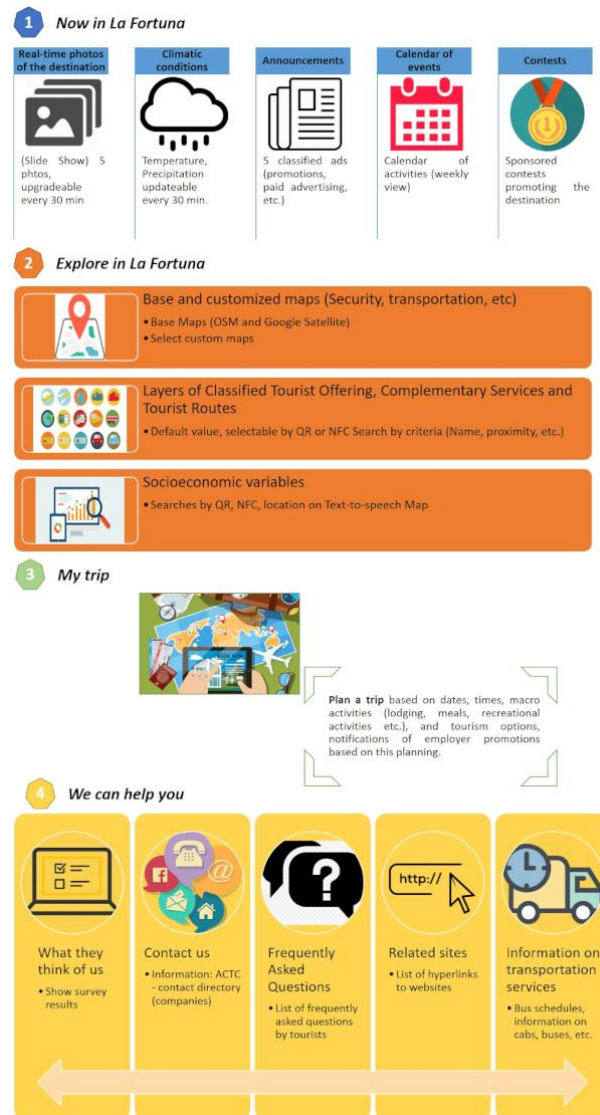 1 Now in La Fortuna
Real-time photos
of the destination
(Slide Show) 5
phtos,
upgradeable
every 30 min
Climatic
conditions
Temperature,
Precipitation
updateable
every 30 min.
Announcements
5 classified ads
(promotions,
paid advertising,
etc.)
Calendar of
events
Calendar of
activities (weekly
view)
Contests
1
Sponsored
contests
promoting the
destination
2 Explore in La Fortuna
Base and customized maps (Security, transportation, etc)
• Base Maps (OSM and Google Satellite)
• Select custom maps
Layers of Classified Tourist Offering, Complementary Services and
Tourist Routes
• Default value, selectable by QR or NFC Search by criteria (Name, proximity, etc.)
Socioeconomic variables
• Searches by QR, NFC, location on Text-to-speech Map
3 My trip
Plan a trip based on dates, times, macro
activities (lodging, meals, recreational
activities etc.), and tourism options,
notifications of employer promotions
based on this planning.
4 We can help you
What they
think of us
• Show survey
results
f
@
Contact us
• Information: ACTC
- contact directory
(companies)
?
Frequently
Asked
Questions
• List of frequently
asked questions
by tourists
http://
Related sites
• List of hyperlinks
to websites
Information on
transportation
services
• Bus schedules,
information on
cabs, buses, etc.